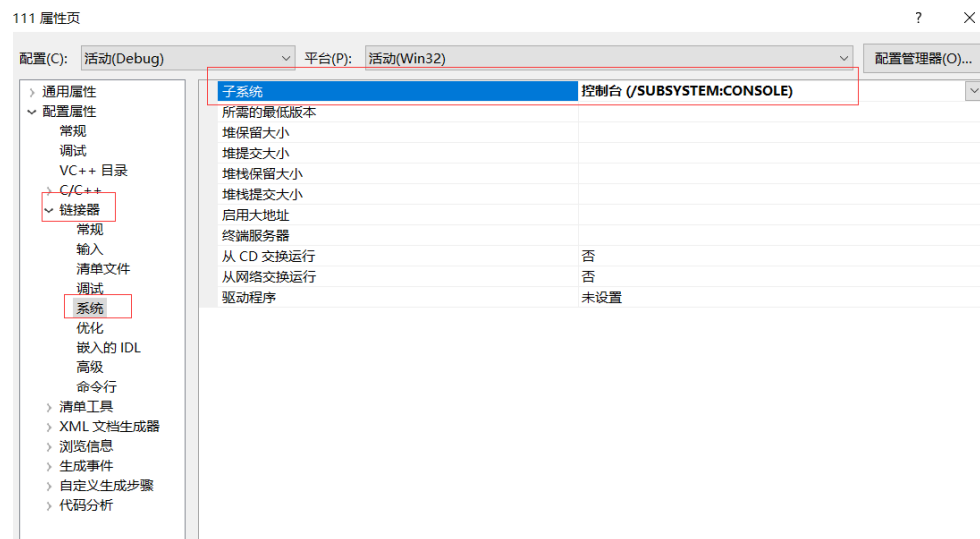 111 属性页
配置(C): 活动(Debug) 平台(P): 活动(Win32) 配置管理器(O)...
通用属性
配置属性
常规
调试
VC++ 目录
C/C++
链接器
常规
输入
清单文件
调试
系统
优化
嵌入的 IDL
高级
命令行
清单工具
XML 文档生成器
浏览信息
生成事件
自定义生成步骤
代码分析
子系统 控制台 (/SUBSYSTEM:CONSOLE)
所需的最低版本
堆保留大小
堆提交大小
堆栈保留大小
堆栈提交大小
启用大地址
终端服务器
从 CD 交换运行 否
从网络交换运行 否
驱动程序 未设置